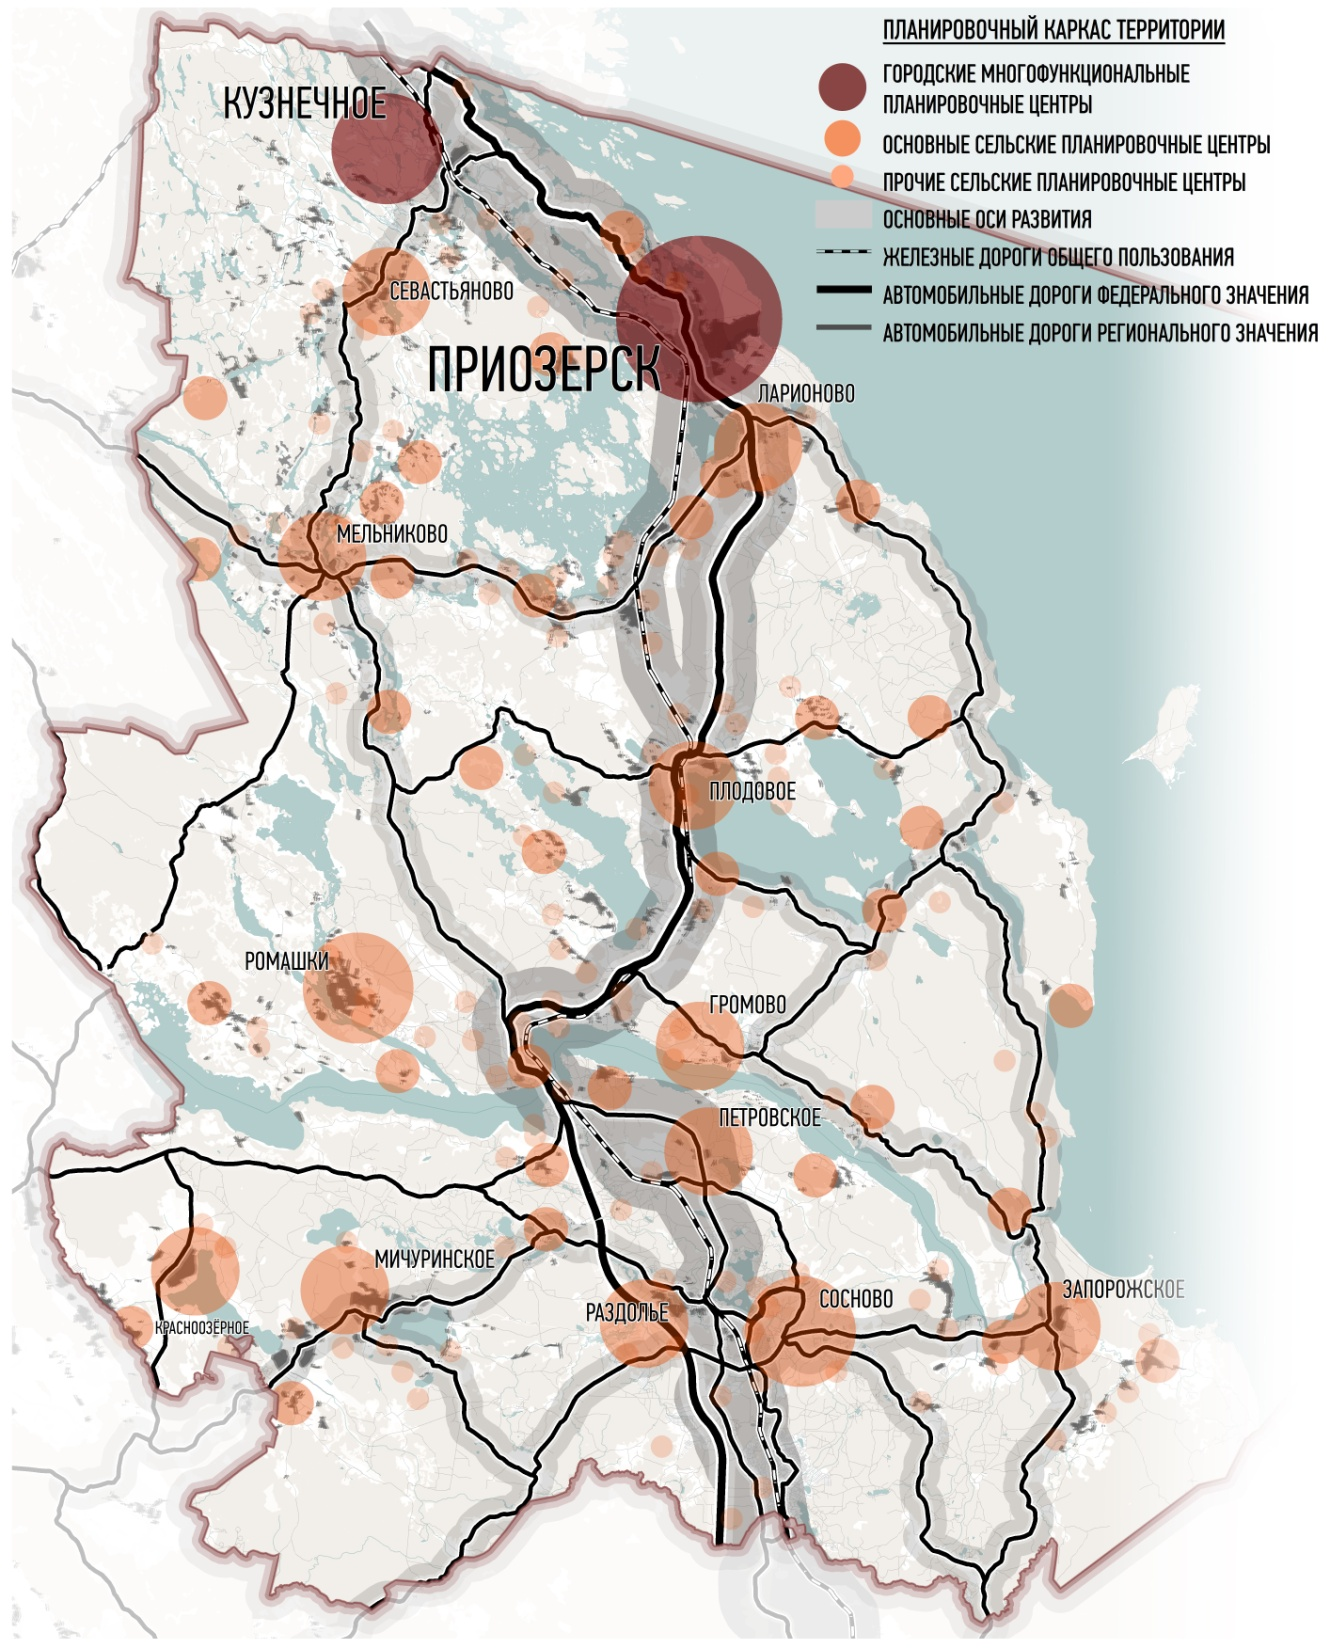 ПЛАНИРОВОЧНЫЙ КАРКАС ТЕРРИТОРИИ
ГОРОДСКИЕ МНОГОФУНКЦИОНАЛЬНЫЕ
ПЛАНИРОВОЧНЫЕ ЦЕНТРЫ
ОСНОВНЫЕ СЕЛЬСКИЕ ПЛАНИРОВОЧНЫЕ ЦЕНТРЫ
ПРОЧИЕ СЕЛЬСКИЕ ПЛАНИРОВОЧНЫЕ ЦЕНТРЫ
ОСНОВНЫЕ ОСИ РАЗВИТИЯ
ЖЕЛЕЗНЫЕ ДОРОГИ ОБЩЕГО ПОЛЬЗОВАНИЯ
АВТОМОБИЛЬНЫЕ ДОРОГИ ФЕДЕРАЛЬНОГО ЗНАЧЕНИЯ
АВТОМОБИЛЬНЫЕ ДОРОГИ РЕГИОНАЛЬНОГО ЗНАЧЕНИЯ
КУЗНЕЧНОЕ
СЕВАСТЬЯНОВО
ПРИОЗЕРСК
ЛАРИОНОВО
МЕЛЬНИКОВО
ПЛОДОВОЕ
РОМАШКИ
ГРОМОВО
ПЕТРОВСКОЕ
МИЧУРИНСКОЕ
ЗАПОРОЖСКОЕ
СОСНОВО
РАЗДОЛЬЕ
КРАСНООЗЁРНОЕ